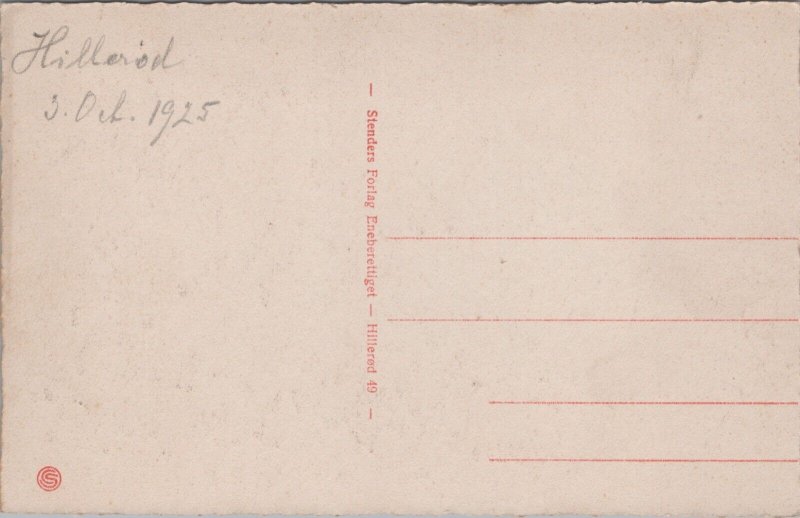 Hillerød
3. Oct. 1925
— Stenders Forlag Eneberettiget — Hillerød 49 —
S